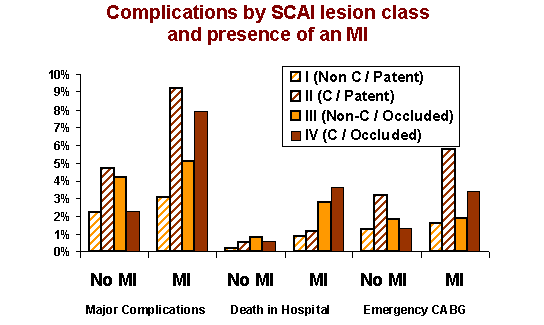 Complications by SCAI lesion class
and presence of an MI
10%
9%
8%
7%
6%
5%
4%
3%
2%
1%
0%
I (Non C / Patent)
II (C / Patent)
III (Non-C / Occluded)
IV (C / Occluded)
No MI MI No MI MI No MI MI
Major Complications Death in Hospital Emergency CABG